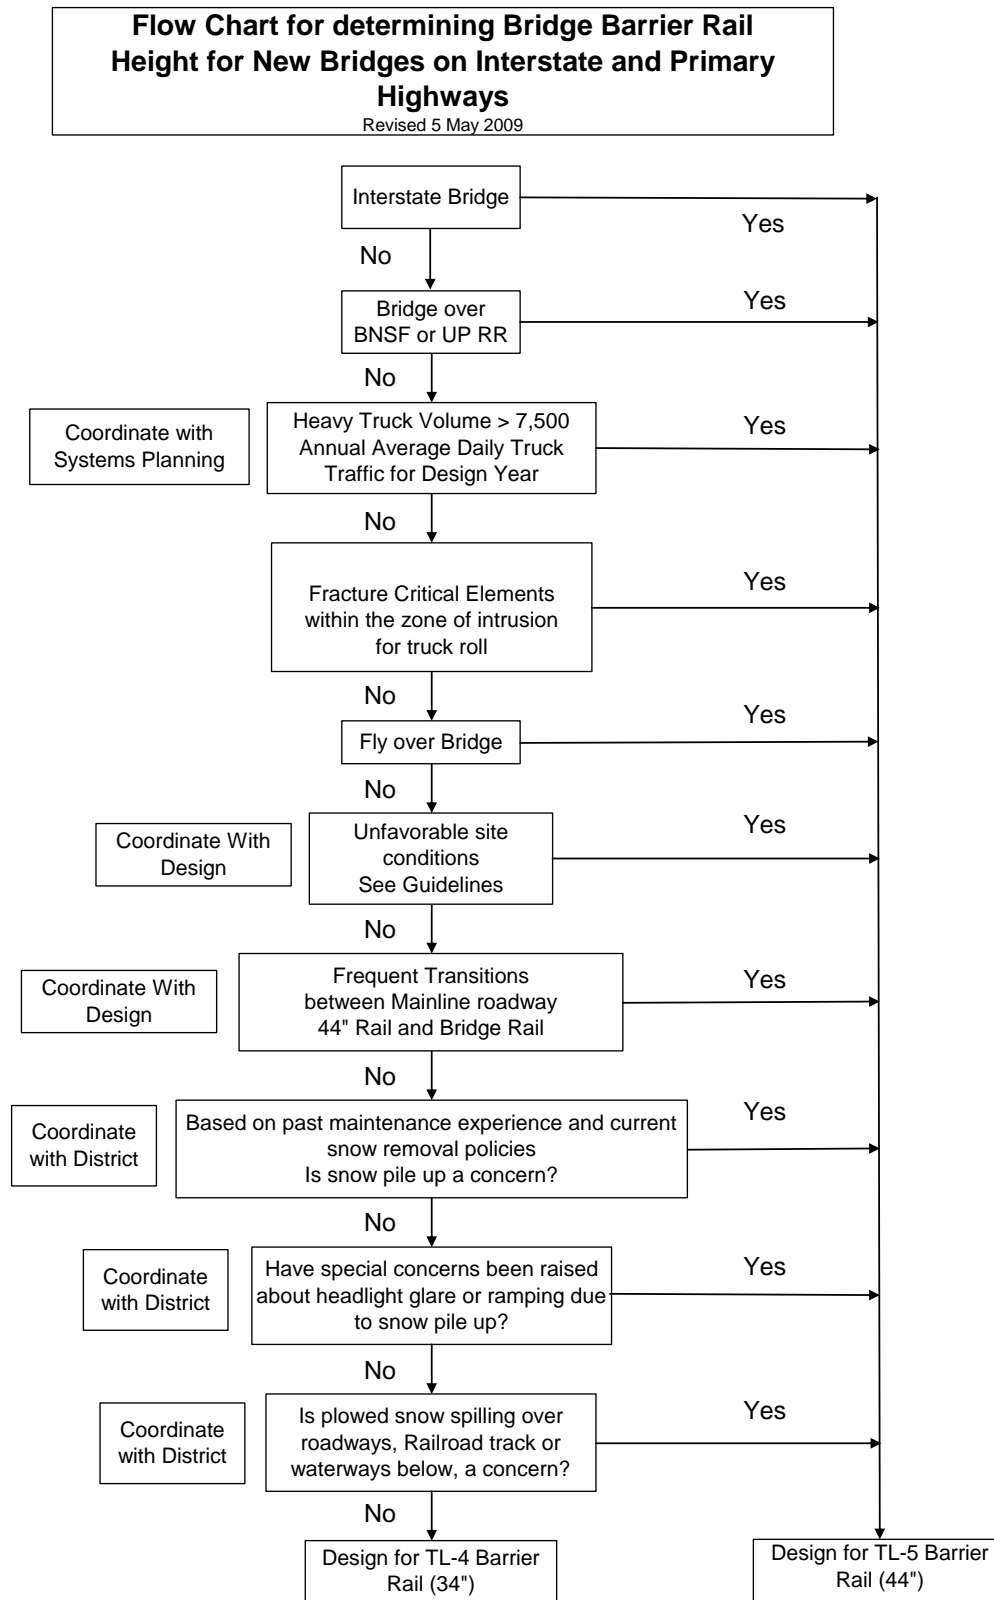 Flow Chart for determining Bridge Barrier Rail
Height for New Bridges on Interstate and Primary
Highways
Revised 5 May 2009
Interstate Bridge
Yes
No
Bridge over
BNSF or UP RR
Yes
No
Coordinate with
Systems Planning
Heavy Truck Volume > 7,500
Annual Average Daily Truck
Traffic for Design Year
Yes
No
Fracture Critical Elements
within the zone of intrusion
for truck roll
Yes
No
Fly over Bridge
Yes
No
Coordinate With
Design
Unfavorable site
conditions
See Guidelines
Yes
No
Coordinate With
Design
Frequent Transitions
between Mainline roadway
44" Rail and Bridge Rail
Yes
No
Coordinate
with District
Based on past maintenance experience and current
snow removal policies
Is snow pile up a concern?
Yes
No
Coordinate
with District
Have special concerns been raised
about headlight glare or ramping due
to snow pile up?
Yes
No
Coordinate
with District
Is plowed snow spilling over
roadways, Railroad track or
waterways below, a concern?
Yes
No
Design for TL-4 Barrier
Rail (34")
Design for TL-5 Barrier
Rail (44")